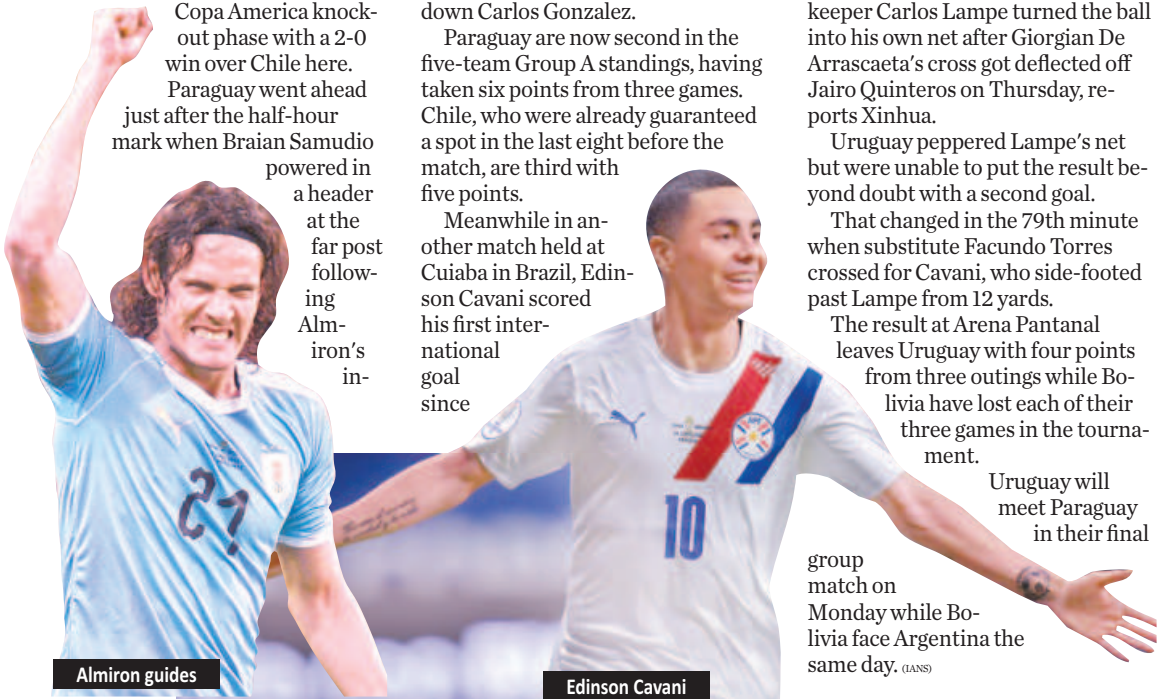 Copa America knock-
out phase with a 2-0
win over Chile here.
Paraguay went ahead
just after the half-hour
mark when Braian Samudio
powered in
a header
at the
far post
follow-
ing
Alm-
iron's
in-
down Carlos Gonzalez.
Paraguay are now second in the
five-team Group A standings, having
taken six points from three games.
Chile, who were already guaranteed
a spot in the last eight before the
match, are third with
five points.
Meanwhile in an-
other match held at
Cuiaba in Brazil, Edin-
son Cavani scored
his first inter-
national
goal
since
keeper Carlos Lampe turned the ball
into his own net after Giorgian De
Arrascaeta's cross got deflected off
Jairo Quinteros on Thursday, re-
ports Xinhua.
Uruguay peppered Lampe's net
but were unable to put the result be-
yond doubt with a second goal.
That changed in the 79th minute
when substitute Facundo Torres
crossed for Cavani, who side-footed
past Lampe from 12 yards.
The result at Arena Pantanal
leaves Uruguay with four points
from three outings while Bo-
livia have lost each of their
three games in the tourna-
ment.
Uruguay will
meet Paraguay
in their final
group
match on
Monday while Bo-
livia face Argentina the
same day. (IANS)
21
10
Almiron guides
Edinson Cavani